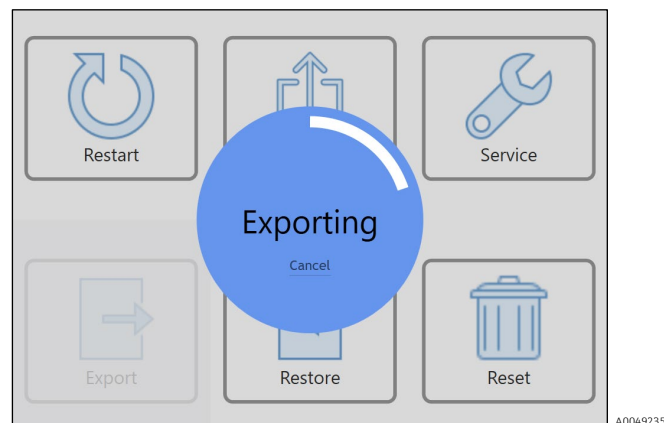 Restart
Service
Exporting
Cancel
Export
Restore
Reset
A0049235